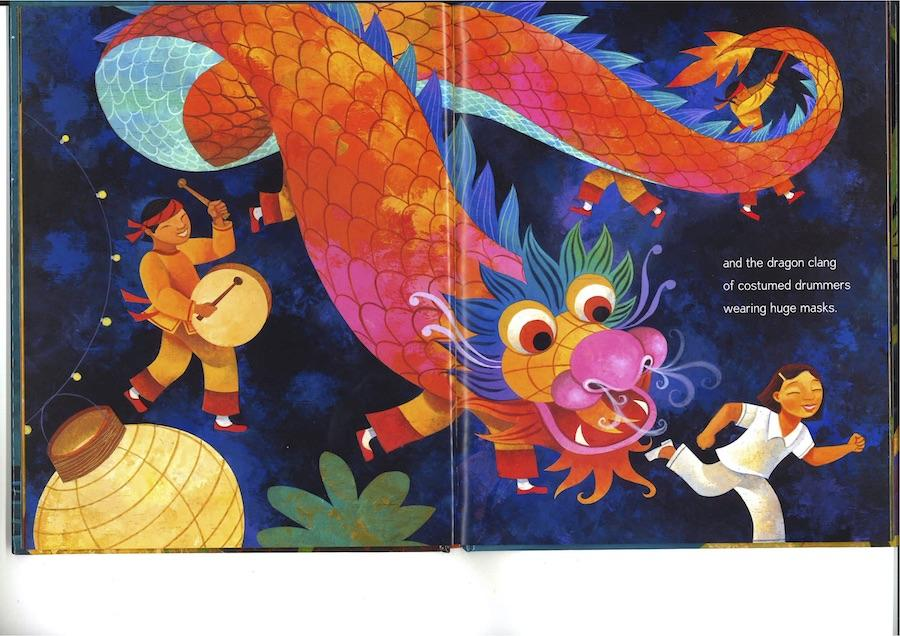 and the dragon clang
of costumed drummers
wearing huge masks.